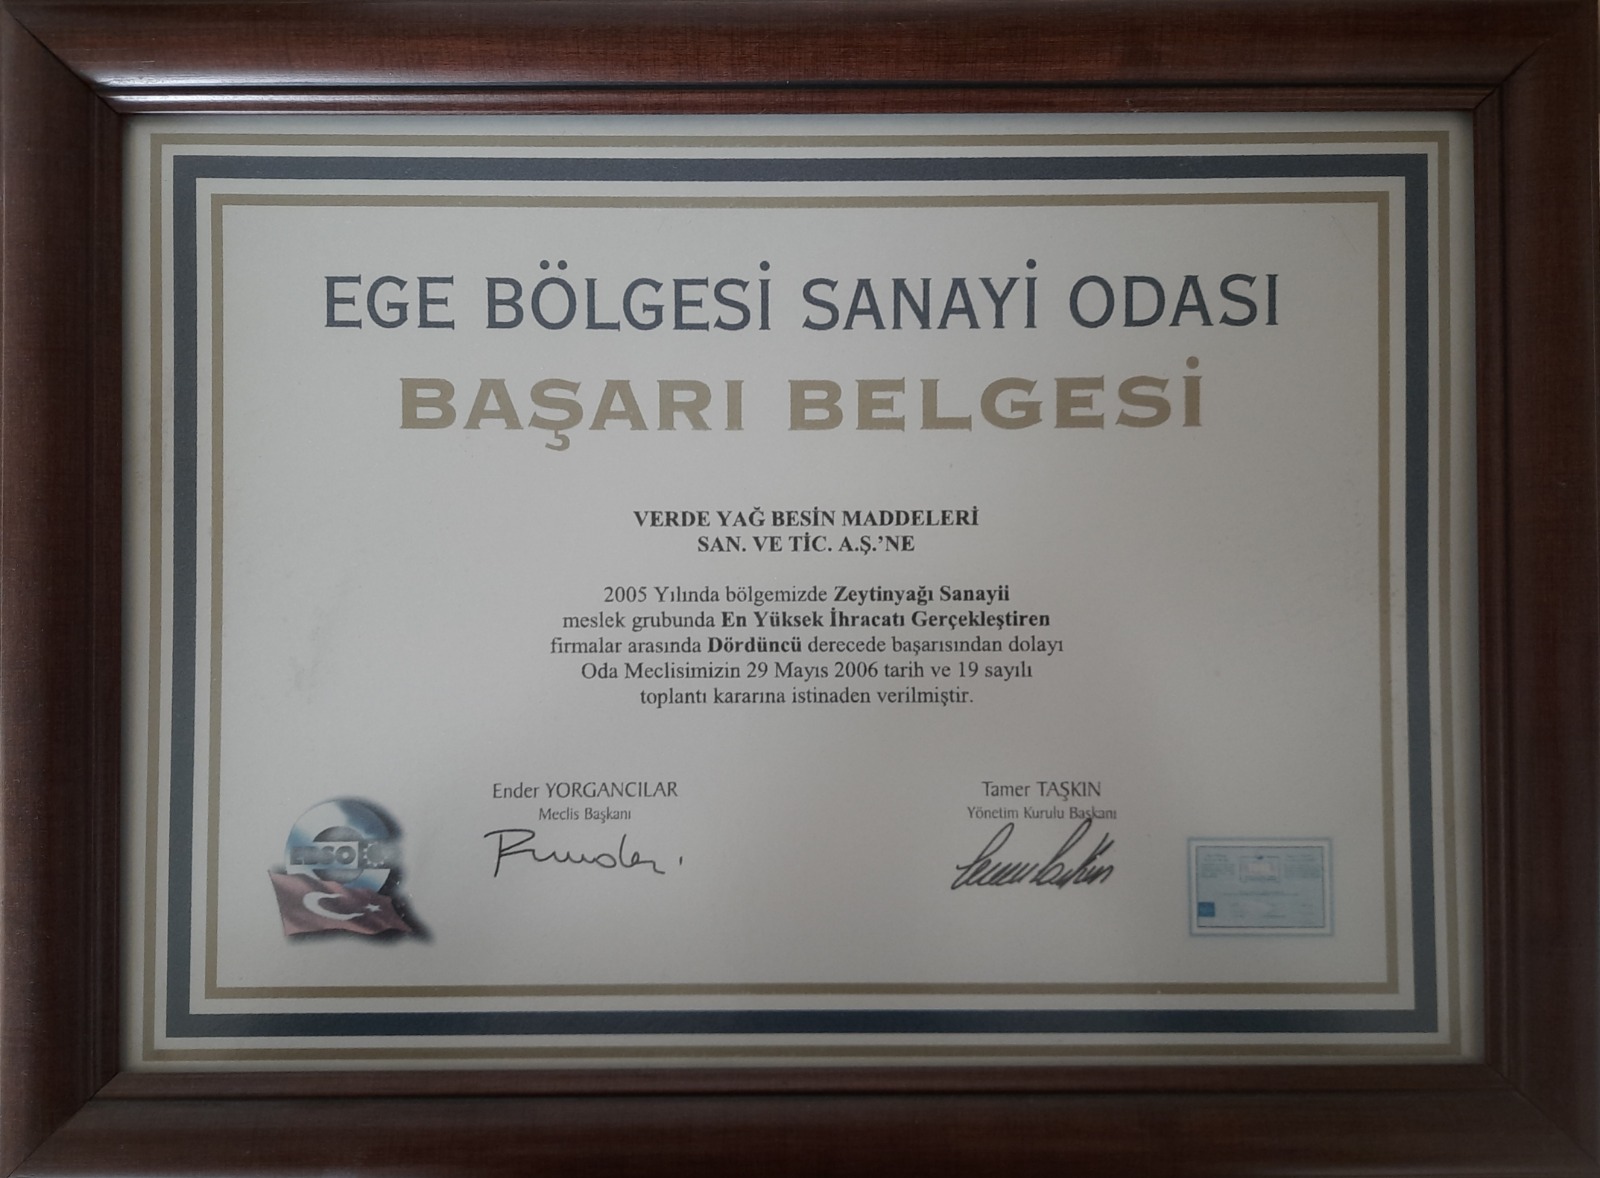 EGE BÖLGESİ SANAYİ ODASI
BAŞARI BELGESİ
VERDE YAĞ BESİN MADDELERİ
SAN. VE TİC. A.Ş.'NE
2005 Yılında bölgemizde Zeytinyağı Sanayii
meslek grubunda En Yüksek İhracatı Gerçekleştiren
firmalar arasında Dördüncü derecede başarısından dolayı
Oda Meclisimizin 29 Mayıs 2006 tarih ve 19 sayılı
toplantı kararına istinaden verilmiştir.
Ender YORGANCILAR
Meclis Başkanı
Tamer TAŞKIN
Yönetim Kurulu Başkanı
EBSO